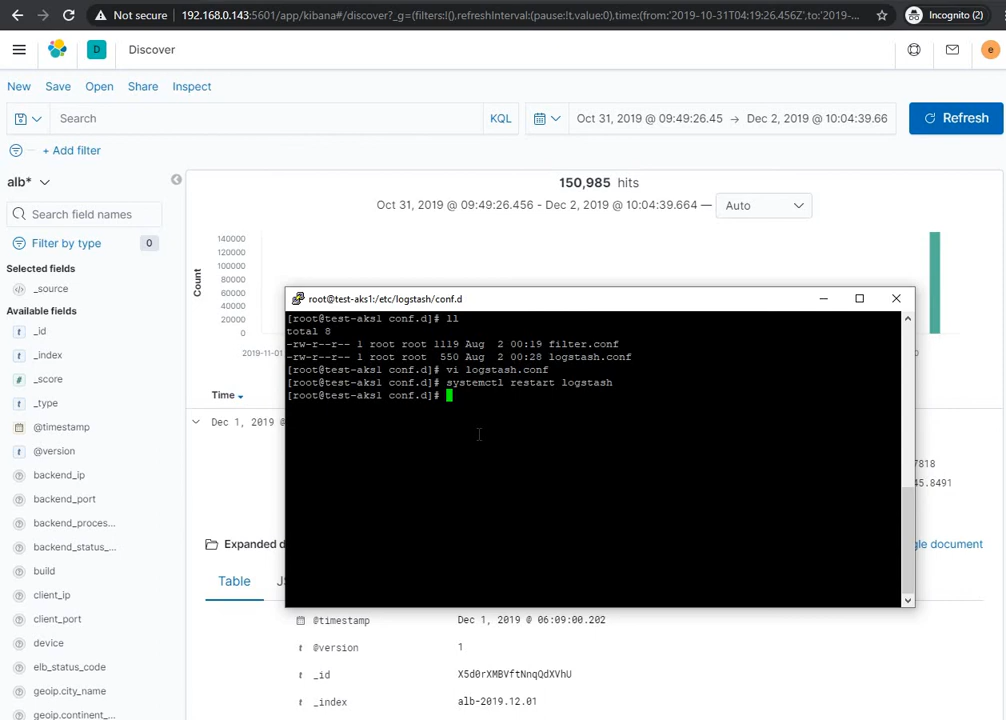 Not secure
192.168.0.143:5601/app/kibana#/discover?_g=(filters:!(),refreshInterval:(pause:!t,value:0),time:(from:'2019-10-31T04:19:26.456Z',to:'2019-...
Incognito (2)
D
Discover
e
New Save Open Share Inspect
Search
KQL
Oct 31, 2019 @ 09:49:26.45 → Dec 2, 2019 @ 10:04:39.66
Refresh
+ Add filter
alb*
Search field names
Filter by type 0
Selected fields
_source
Available fields
_id
_index
_score
_type
@timestamp
@version
backend_ip
backend_port
backend_proces...
backend_status_...
build
client_ip
client_port
device
elb_status_code
geoip.city_name
geoip.continent_...
150,985 hits
Oct 31, 2019 @ 09:49:26.456 - Dec 2, 2019 @ 10:04:39.664 —
Auto
Count
140000
120000
100000
80000
60000
40000
20000
0
2019-11-01
Time
Dec 1, 2019 @
root@test-aks1:/etc/logstash/conf.d
[root@test-aks1 conf.d]# ll
total 8
-rw-r--r-- 1 root root 1119 Aug 2 00:19 filter.conf
-rw-r--r-- 1 root root 550 Aug 2 00:28 logstash.conf
[root@test-aks1 conf.d]# vi logstash.conf
[root@test-aks1 conf.d]# systemctl restart logstash
[root@test-aks1 conf.d]#
7818
45.8491
Expanded d
gle document
Table
JS
@timestamp Dec 1, 2019 @ 06:09:00.202
t @version 1
t _id X5d0rXMBVftNnqQdXVhU
t _index alb-2019.12.01